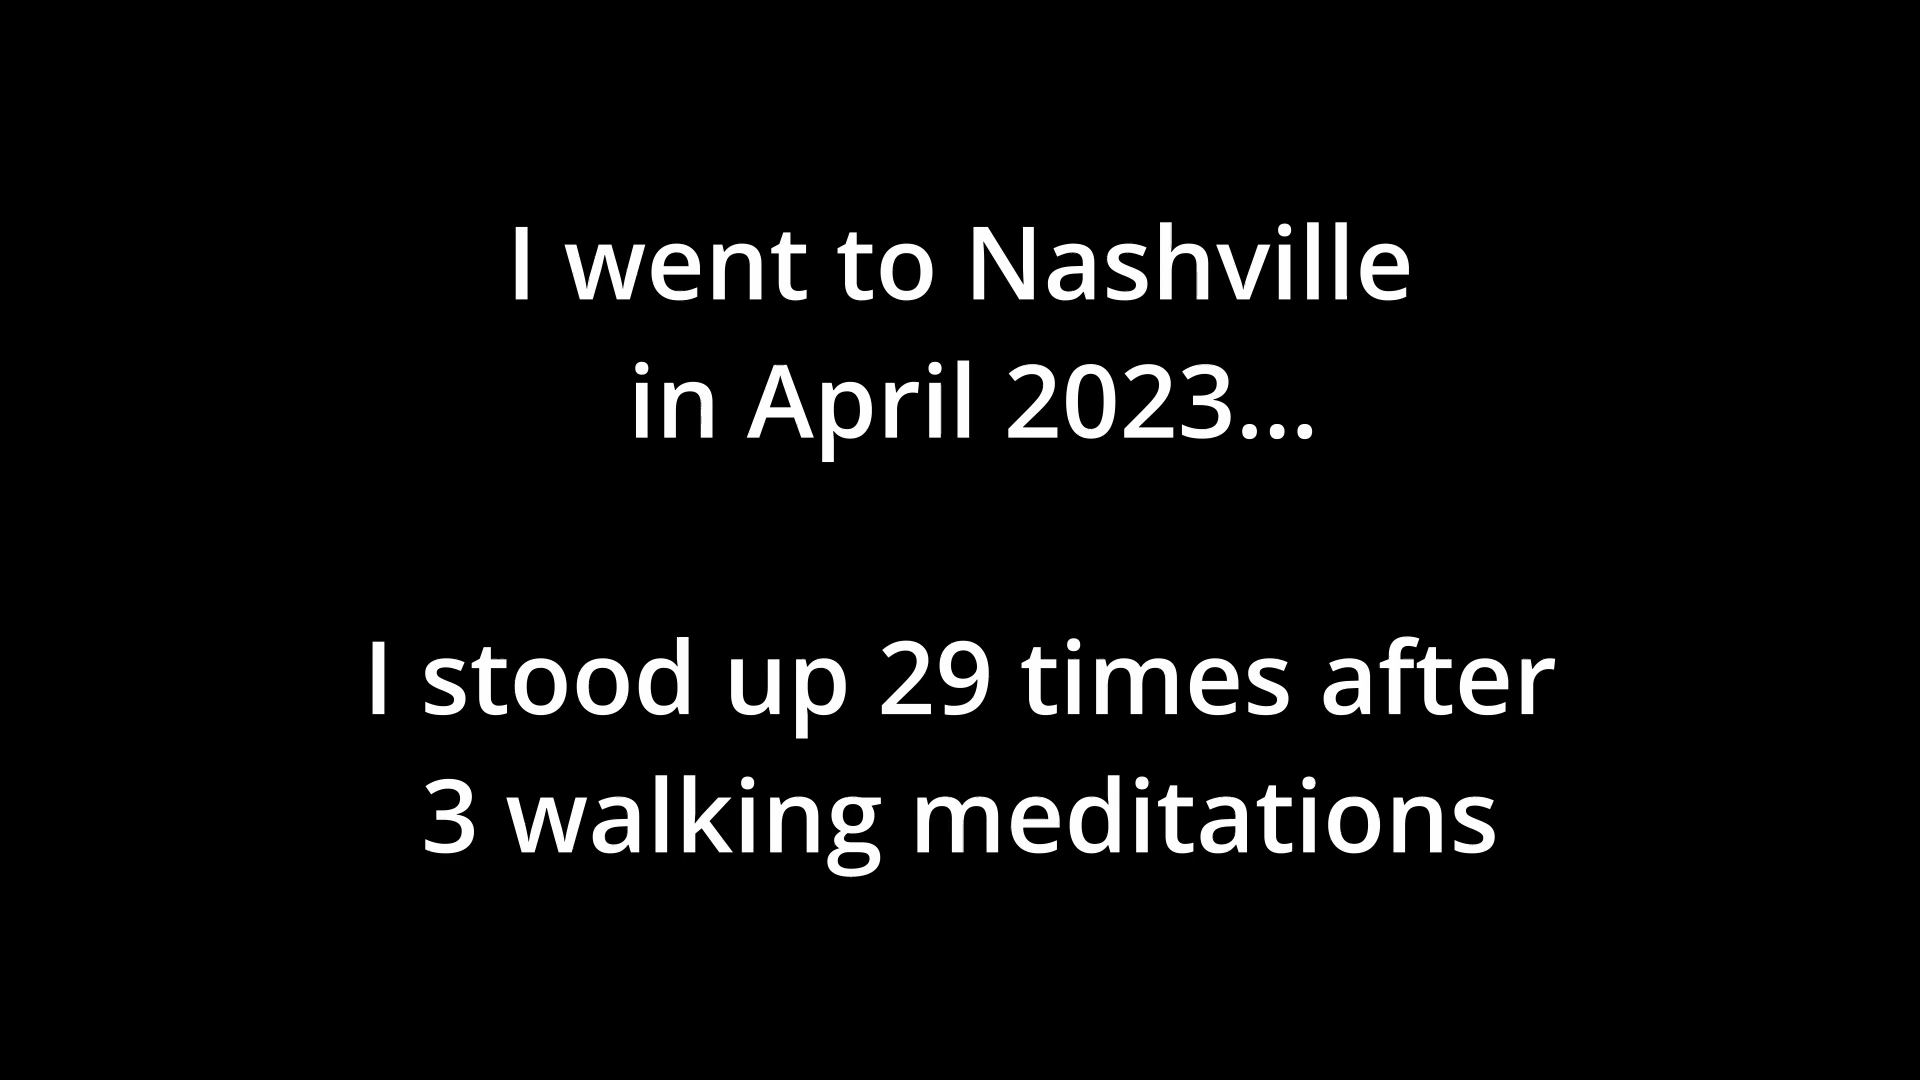 I went to Nashville
in April 2023...
I stood up 29 times after
3 walking meditations